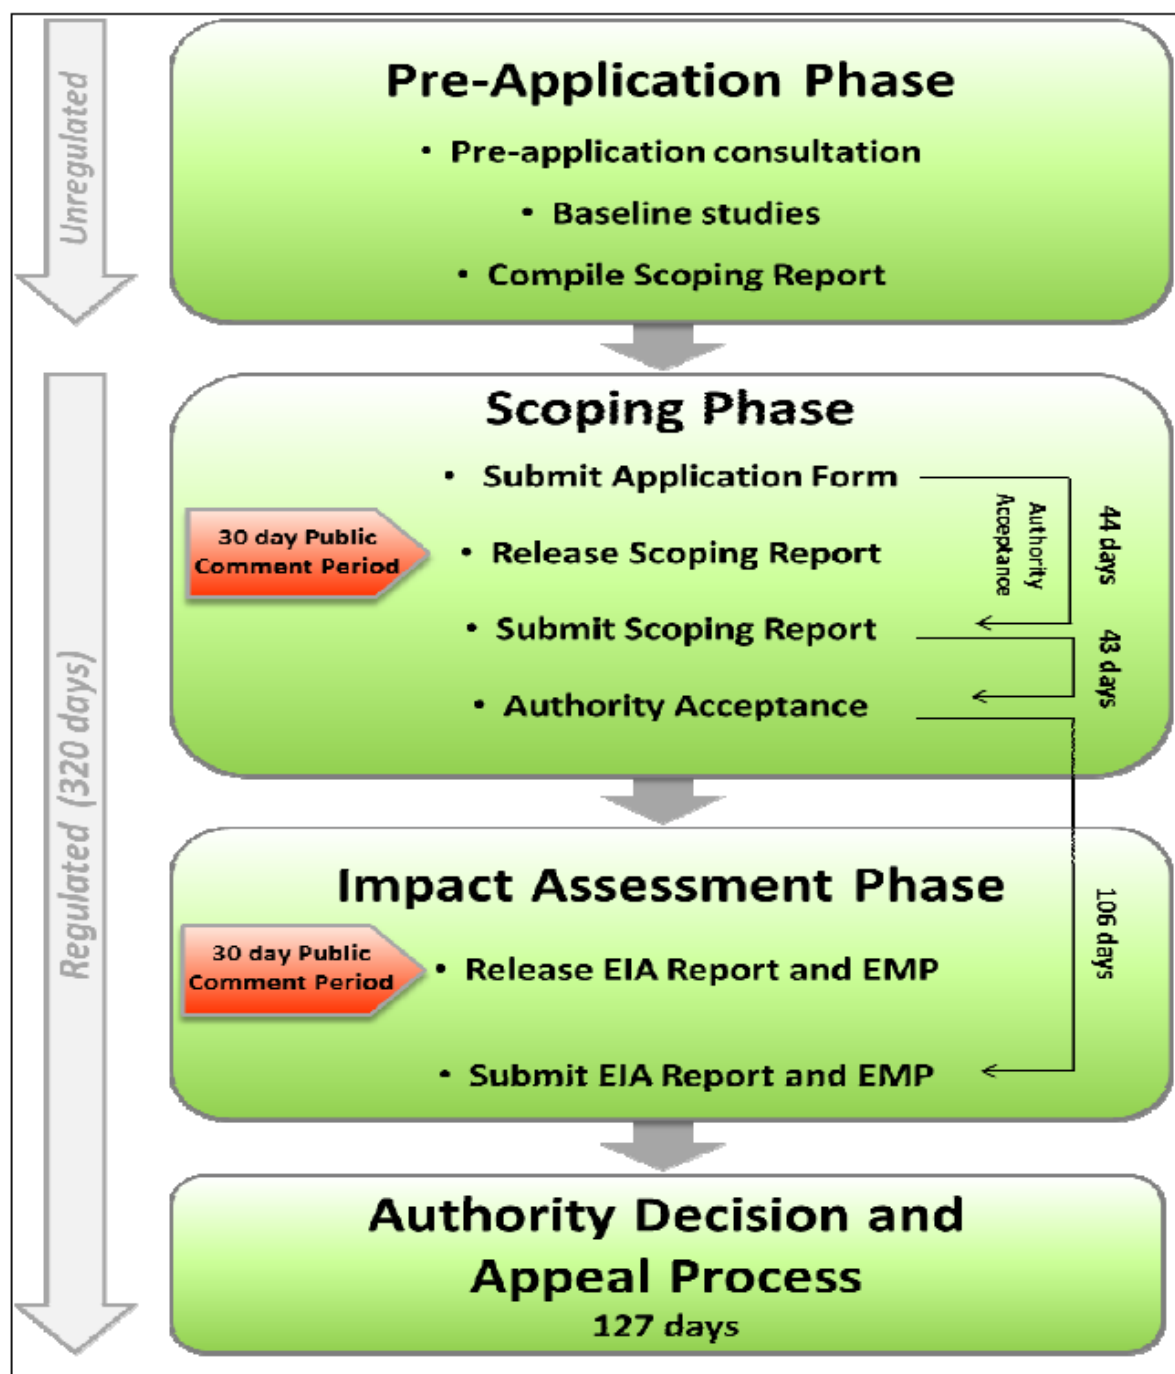 Unregulated
Pre-Application Phase
• Pre-application consultation
• Baseline studies
• Compile Scoping Report
Regulated (320 days)
Scoping Phase
• Submit Application Form
30 day Public
Comment Period
• Release Scoping Report
• Submit Scoping Report
• Authority Acceptance
Authority
Acceptance
44 days
43 days
Impact Assessment Phase
30 day Public
Comment Period
• Release EIA Report and EMP
• Submit EIA Report and EMP
106 days
Authority Decision and
Appeal Process
127 days